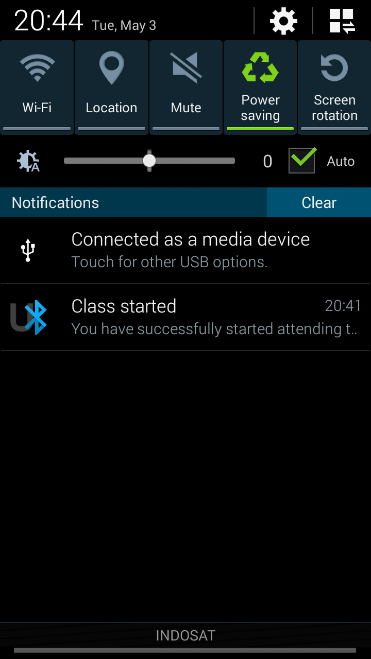 20:44 Tue, May 3
Wi-Fi
Location
Mute
Power
saving
Screen
rotation
A
0
Auto
Notifications
Clear
Connected as a media device
Touch for other USB options.
Class started
20:41
You have successfully started attending t..
U
INDOSAT